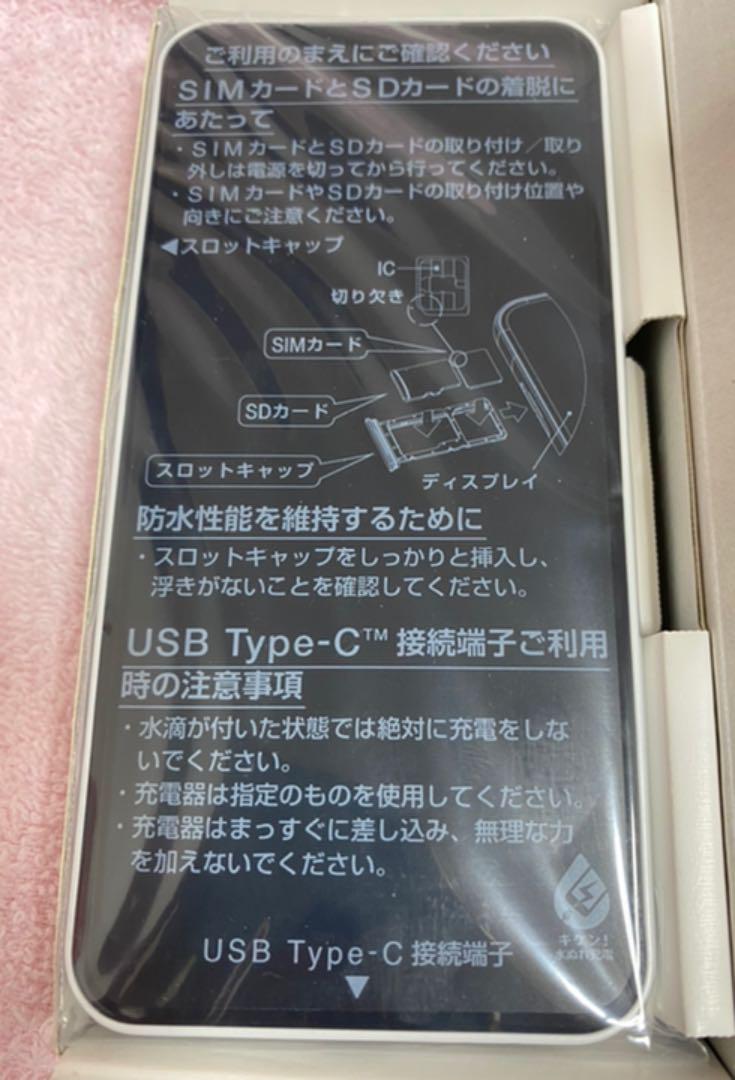 ご利用のまえにご確認ください
SIMカードとSDカードの着脱に
あたって
・SIMカードとSDカードの取り付け／取り
外しは電源を切ってから行ってください。
・SIMカードやSDカードの取り付け位置や
向きにご注意ください。
◀スロットキャップ
IC
切り欠き
SIMカード
SDカード
スロットキャップ
ディスプレイ
防水性能を維持するために
・スロットキャップをしっかりと挿入し、
浮きがないことを確認してください。
USB Type-C™ 接続端子ご利用
時の注意事項
・水滴が付いた状態では絶対に充電をしな
いでください。
・充電器は指定のものを使用してください。
・充電器はまっすぐに差し込み、無理な力
を加えないでください。
キケン!
水ぬれ充電
USB Type-C 接続端子
▼